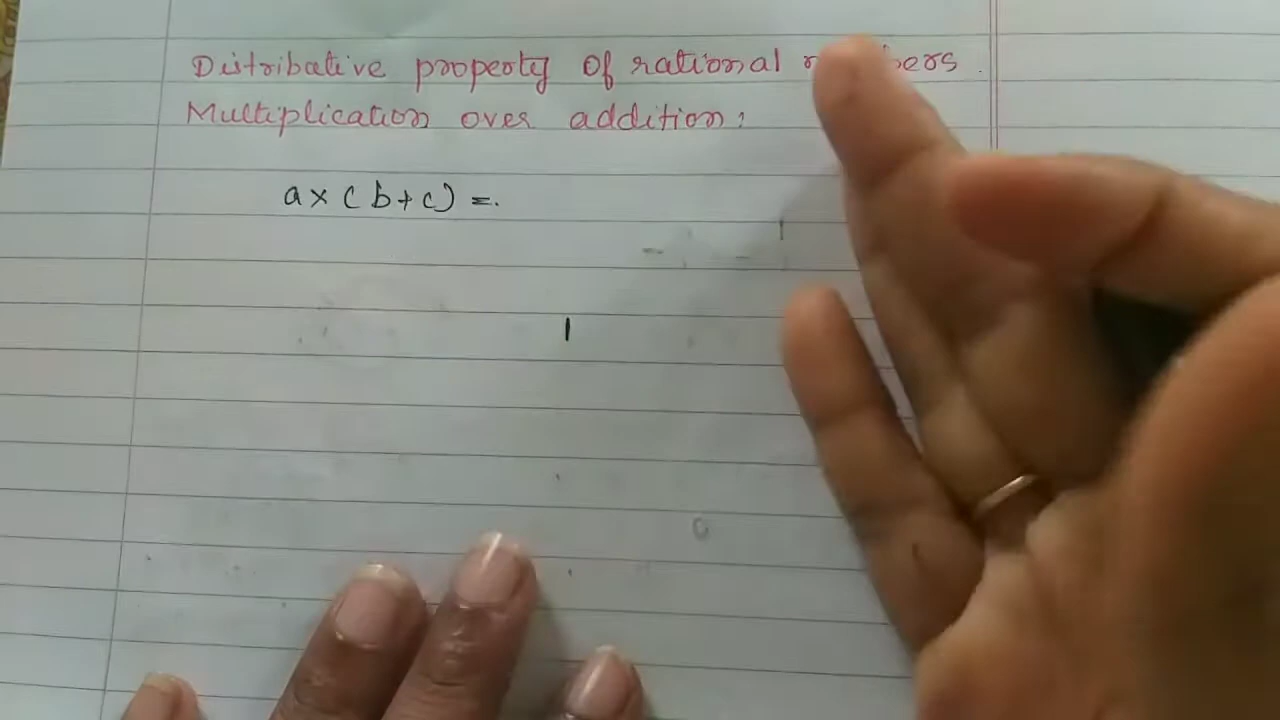 Distributive property of rational
Multiplication over addition:
a × ( b + c ) =.